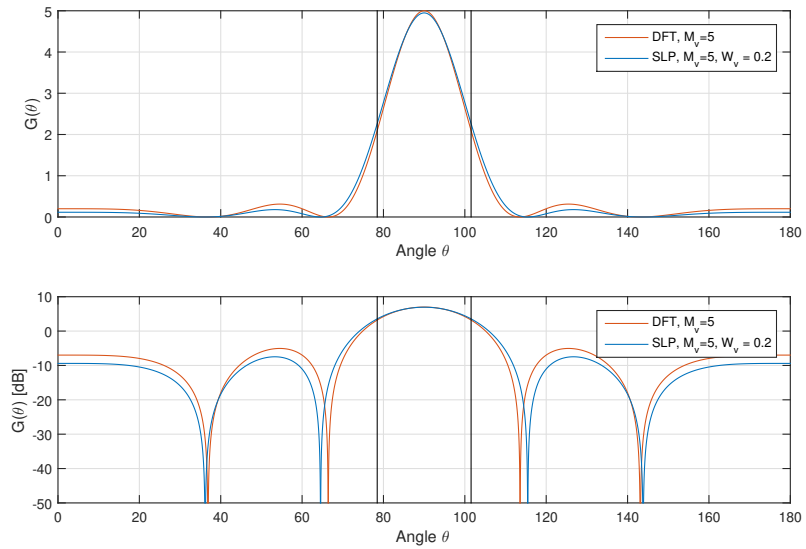 5
4
3
2
1
0
G(θ)
0 20 40 60 80 100 120 140 160 180
Angle θ
DFT, M_v=5
SLP, M_v=5, W_v = 0.2
10
0
-10
-20
-30
-40
-50
G(θ) [dB]
0 20 40 60 80 100 120 140 160 180
Angle θ
DFT, M_v=5
SLP, M_v=5, W_v = 0.2